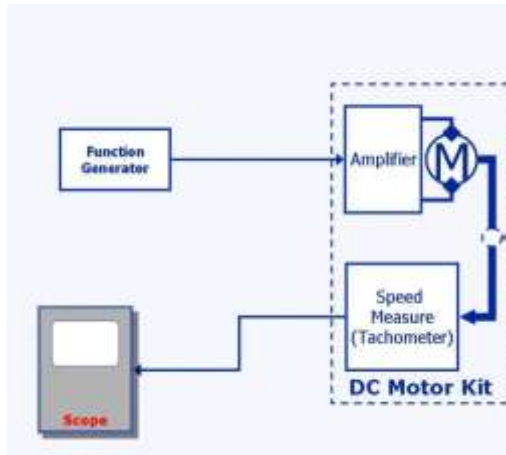 Function
Generator
Amplifier
M
Speed
Measure
(Tachometer)
DC Motor Kit
Scope